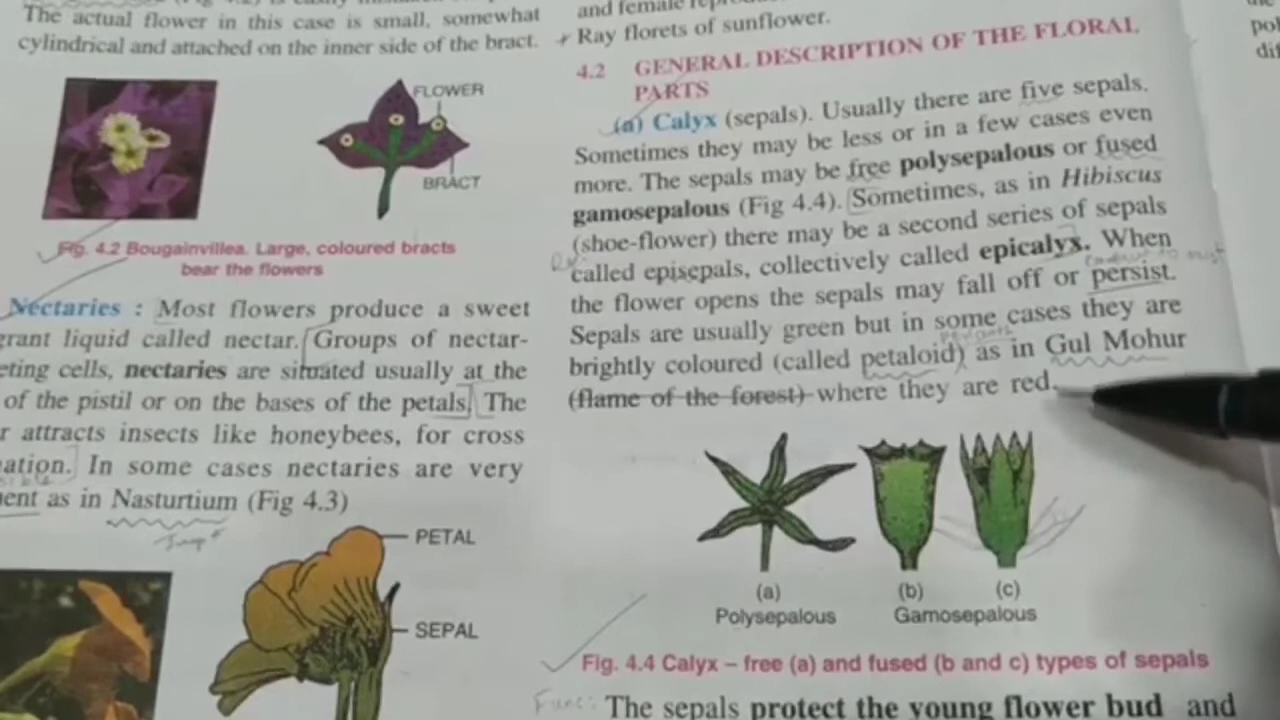 The actual flower in this case is small, somewhat
cylindrical and attached on the inner side of the bract.
FLOWER
BRACT
Fig. 4.2 Bougainvillea. Large, coloured bracts
bear the flowers
Nectaries : Most flowers produce a sweet
liquid called nectar. Groups of nectar-
cells, nectaries are situated usually at the
of the pistil or on the bases of the petals. The
attracts insects like honeybees, for cross
In some cases nectaries are very
as in Nasturtium (Fig 4.3)
PETAL
SEPAL
and female
Ray florets of sunflower.
4.2 GENERAL DESCRIPTION OF THE FLORAL
PARTS
(a) Calyx (sepals). Usually there are five sepals.
Sometimes they may be less or in a few cases even
more. The sepals may be free polysepalous or fused
gamosepalous (Fig 4.4). Sometimes, as in Hibiscus
(shoe-flower) there may be a second series of sepals
called episepals, collectively called epicalyx. When
the flower opens the sepals may fall off or persist.
Sepals are usually green but in some cases they are
brightly coloured (called petaloid) as in Gul Mohur
(flame of the forest) where they are red.
(a)
Polysepalous
(b) (c)
Gamosepalous
Fig. 4.4 Calyx – free (a) and fused (b and c) types of sepals
Func:
The sepals protect the young flower bud and